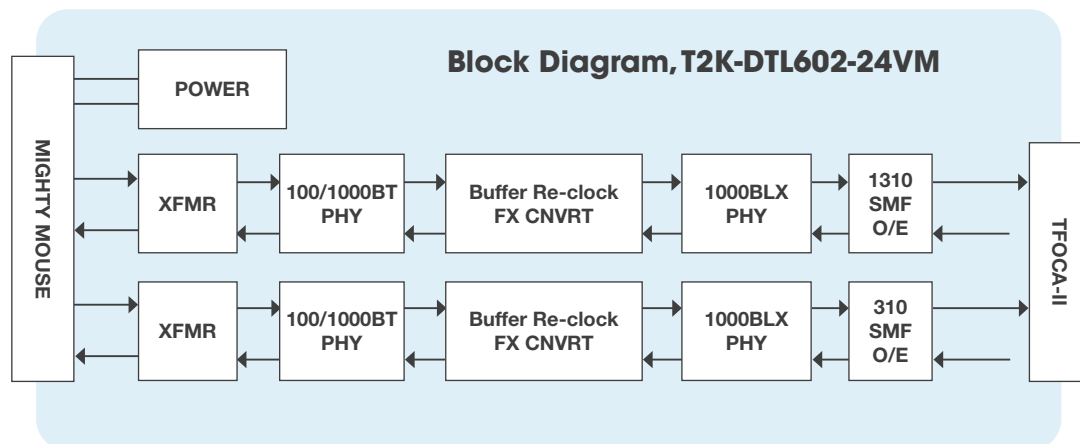 Block Diagram, T2K-DTL602-24VM
MIGHTY MOUSE
POWER
XFMR
100/1000BT
PHY
Buffer Re-clock
FX CNVRT
1000BLX
PHY
1310
SMF
O/E
TFOCA-II
XFMR
100/1000BT
PHY
Buffer Re-clock
FX CNVRT
1000BLX
PHY
310
SMF
O/E